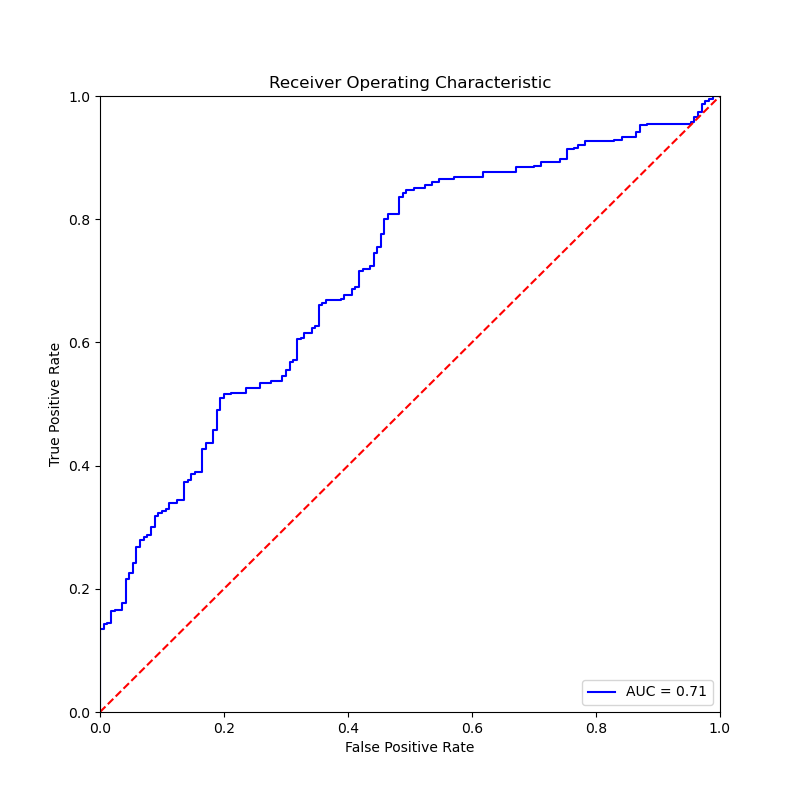 Receiver Operating Characteristic
1.0
0.8
0.6
0.4
0.2
0.0
True Positive Rate
AUC = 0.71
0.0 0.2 0.4 0.6 0.8 1.0
False Positive Rate